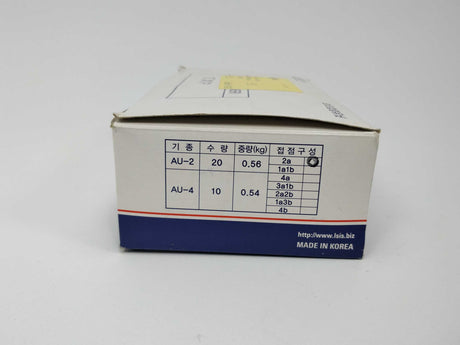 기 종 수 량 중량(kg) 접점구성
AU-2 20 0.56 2a
1a1b
AU-4 10 0.54 4a
3a1b
2a2b
1a3b
4b
http://www.lsis.biz
MADE IN KOREA